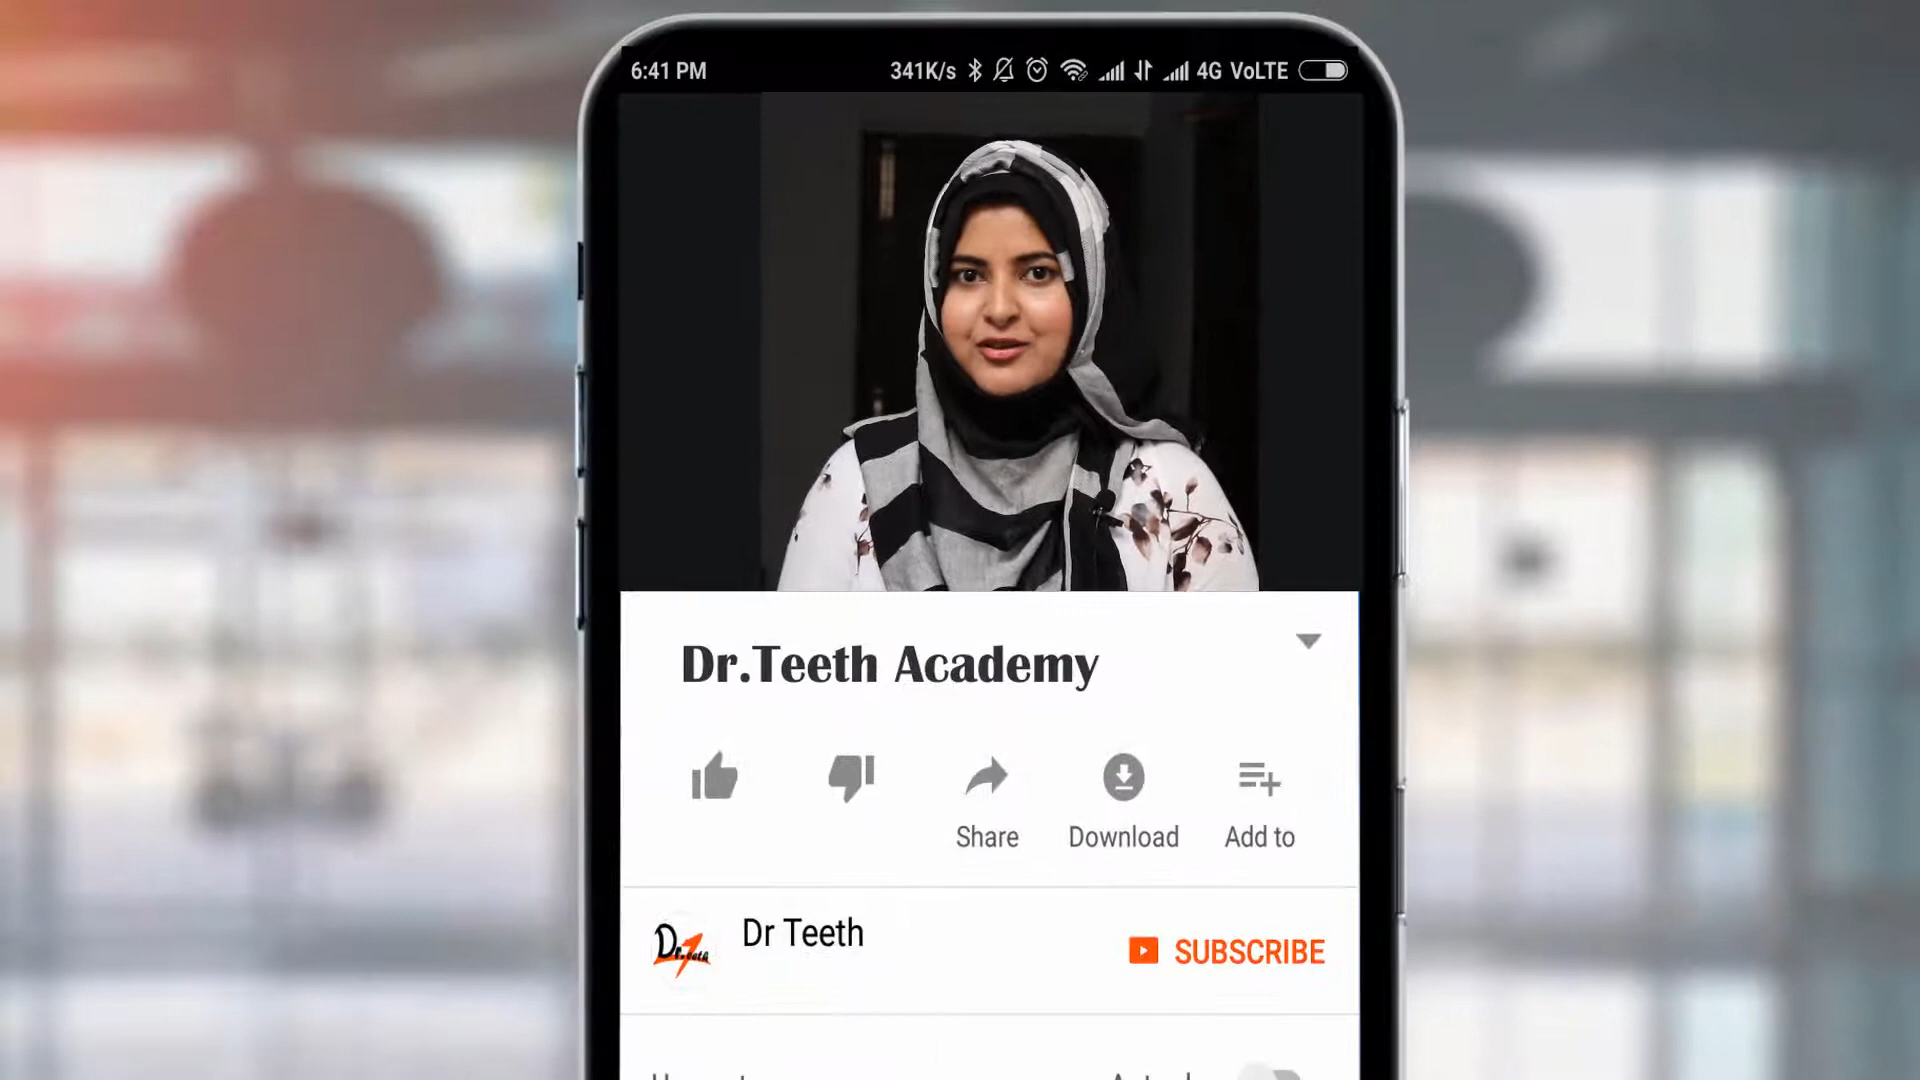 6:41 PM 341K/s 4G VoLTE
Dr.Teeth Academy
Share Download Add to
Dr Teeth SUBSCRIBE